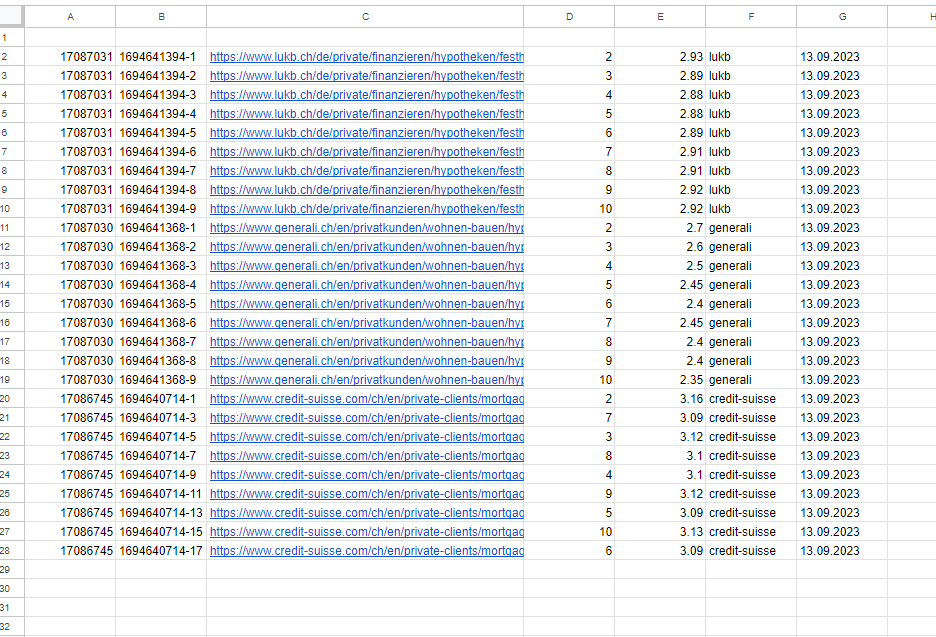 A B C D E F G H
1
2 17087031 1694641394-1 https://www.lukb.ch/de/private/finanzieren/hypotheken/festh 2 2.93 lukb 13.09.2023
3 17087031 1694641394-2 https://www.lukb.ch/de/private/finanzieren/hypotheken/festh 3 2.89 lukb 13.09.2023
4 17087031 1694641394-3 https://www.lukb.ch/de/private/finanzieren/hypotheken/festh 4 2.88 lukb 13.09.2023
5 17087031 1694641394-4 https://www.lukb.ch/de/private/finanzieren/hypotheken/festh 5 2.88 lukb 13.09.2023
6 17087031 1694641394-5 https://www.lukb.ch/de/private/finanzieren/hypotheken/festh 6 2.89 lukb 13.09.2023
7 17087031 1694641394-6 https://www.lukb.ch/de/private/finanzieren/hypotheken/festh 7 2.91 lukb 13.09.2023
8 17087031 1694641394-7 https://www.lukb.ch/de/private/finanzieren/hypotheken/festh 8 2.91 lukb 13.09.2023
9 17087031 1694641394-8 https://www.lukb.ch/de/private/finanzieren/hypotheken/festh 9 2.92 lukb 13.09.2023
10 17087031 1694641394-9 https://www.lukb.ch/de/private/finanzieren/hypotheken/festh 10 2.92 lukb 13.09.2023
11 17087030 1694641368-1 https://www.generali.ch/en/privatkunden/wohnen-bauen/hyp 2 2.7 generali 13.09.2023
12 17087030 1694641368-2 https://www.generali.ch/en/privatkunden/wohnen-bauen/hyp 3 2.6 generali 13.09.2023
13 17087030 1694641368-3 https://www.generali.ch/en/privatkunden/wohnen-bauen/hyp 4 2.5 generali 13.09.2023
14 17087030 1694641368-4 https://www.generali.ch/en/privatkunden/wohnen-bauen/hyp 5 2.45 generali 13.09.2023
15 17087030 1694641368-5 https://www.generali.ch/en/privatkunden/wohnen-bauen/hyp 6 2.4 generali 13.09.2023
16 17087030 1694641368-6 https://www.generali.ch/en/privatkunden/wohnen-bauen/hyp 7 2.45 generali 13.09.2023
17 17087030 1694641368-7 https://www.generali.ch/en/privatkunden/wohnen-bauen/hyp 8 2.4 generali 13.09.2023
18 17087030 1694641368-8 https://www.generali.ch/en/privatkunden/wohnen-bauen/hyp 9 2.4 generali 13.09.2023
19 17087030 1694641368-9 https://www.generali.ch/en/privatkunden/wohnen-bauen/hyp 10 2.35 generali 13.09.2023
20 17086745 1694640714-1 https://www.credit-suisse.com/ch/en/private-clients/mortgag 2 3.16 credit-suisse 13.09.2023
21 17086745 1694640714-3 https://www.credit-suisse.com/ch/en/private-clients/mortgag 7 3.09 credit-suisse 13.09.2023
22 17086745 1694640714-5 https://www.credit-suisse.com/ch/en/private-clients/mortgag 3 3.12 credit-suisse 13.09.2023
23 17086745 1694640714-7 https://www.credit-suisse.com/ch/en/private-clients/mortgag 8 3.1 credit-suisse 13.09.2023
24 17086745 1694640714-9 https://www.credit-suisse.com/ch/en/private-clients/mortgag 4 3.1 credit-suisse 13.09.2023
25 17086745 1694640714-11 https://www.credit-suisse.com/ch/en/private-clients/mortgag 9 3.12 credit-suisse 13.09.2023
26 17086745 1694640714-13 https://www.credit-suisse.com/ch/en/private-clients/mortgag 5 3.09 credit-suisse 13.09.2023
27 17086745 1694640714-15 https://www.credit-suisse.com/ch/en/private-clients/mortgag 10 3.13 credit-suisse 13.09.2023
28 17086745 1694640714-17 https://www.credit-suisse.com/ch/en/private-clients/mortgag 6 3.09 credit-suisse 13.09.2023
29
30
31
32